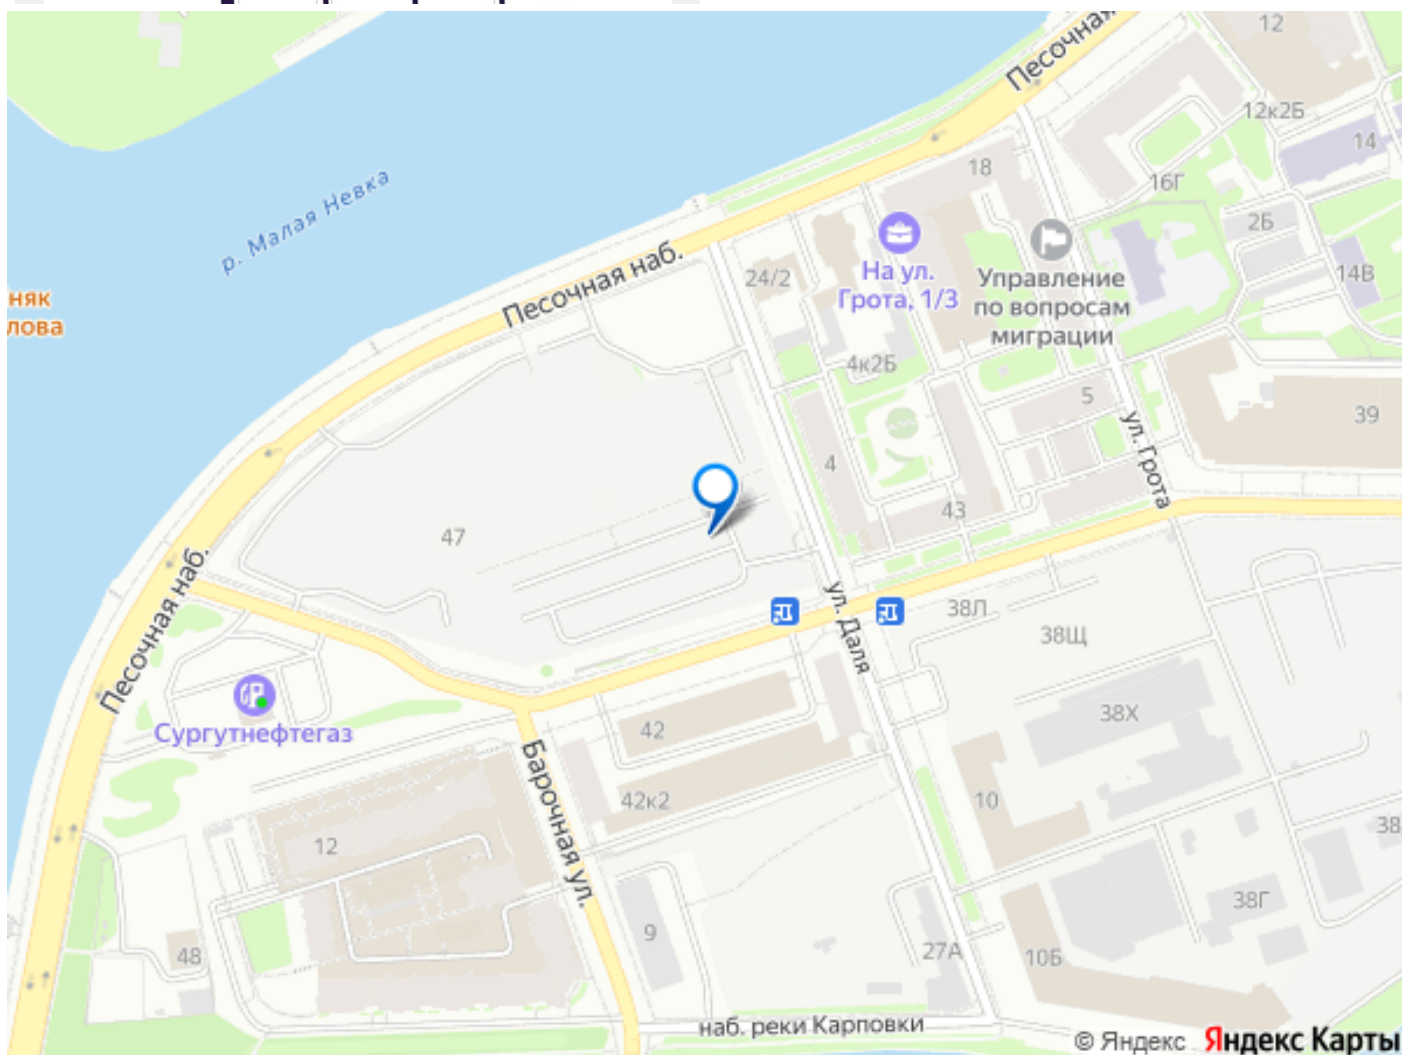 Песочная
12
12к2Б
14
18
16Г
2Б
14В
р. Малая Невка
Песочная наб.
24/2
На ул.
Грота, 1/3
Управление
по вопросам
миграции
няк
лова
4к2Б
5
39
ул. Грота
4
43
47
Песочная наб.
ул. Даля
38Л
38Щ
Сургутнефтегаз
42
38Х
Барочная ул.
42к2
10
38
12
38Г
9
48
27А
10Б
наб. реки Карповки
© Яндекс Яндекс Карты